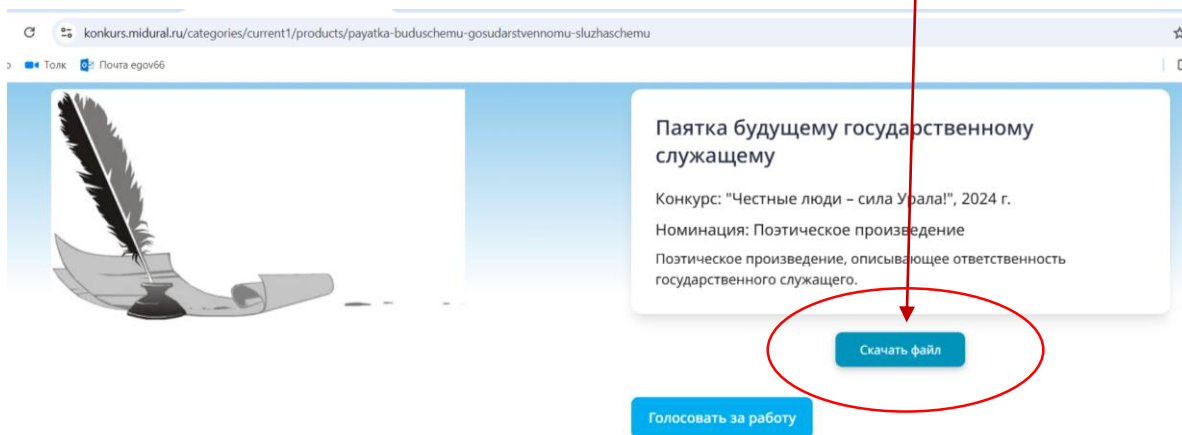 konkurs.midural.ru/categories/current1/products/payatka-buduschemu-gosudarstvennomu-sluzhaschemu
о Толк Почта egov66
Паятка будущему государственному
служащему
Конкурс: "Честные люди – сила Урала!", 2024 г.
Номинация: Поэтическое произведение
Поэтическое произведение, описывающее ответственность
государственного служащего.
Скачать файл
Голосовать за работу